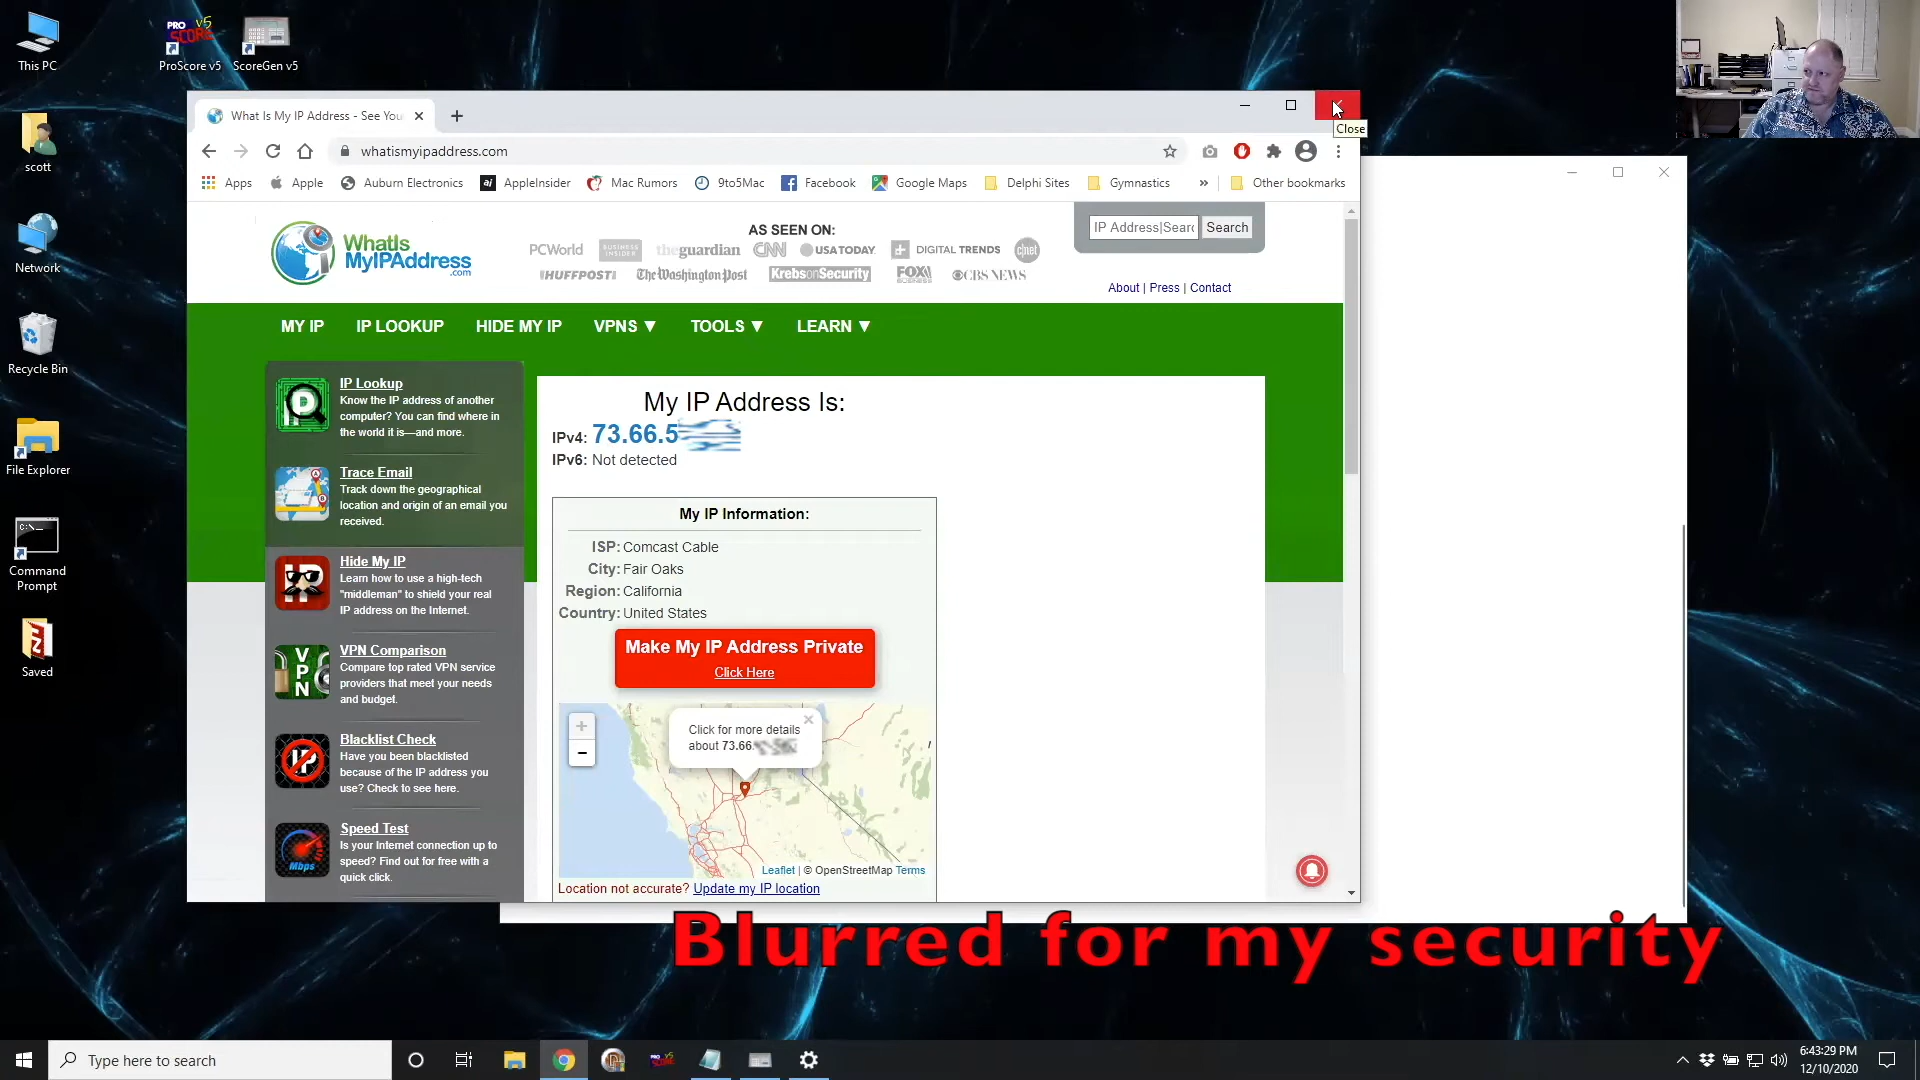 This PC
ProScore v5
ScoreGen v5
scott
Network
Recycle Bin
File Explorer
Command
Prompt
Saved
What Is My IP Address - See You
Close
whatismyipaddress.com
Apps
Apple
Auburn Electronics
AppleInsider
Mac Rumors
9to5Mac
Facebook
Google Maps
Delphi Sites
Gymnastics
»
Other bookmarks
WhatIs
MyIPAddress
.com
AS SEEN ON:
PCWorld BUSINESS INSIDER theguardian CNN USA TODAY DIGITAL TRENDS c|net
HUFFPOST The Washington Post KrebsonSecurity FOX BUSINESS CBS NEWS
IP Address|Searc
Search
About | Press | Contact
MY IP
IP LOOKUP
HIDE MY IP
VPNS ▼
TOOLS ▼
LEARN ▼
IP Lookup
Know the IP address of another
computer? You can find where in
the world it is—and more.
Trace Email
Track down the geographical
location and origin of an email you
received.
Hide My IP
Learn how to use a high-tech
"middleman" to shield your real
IP address on the Internet.
VPN Comparison
Compare top rated VPN service
providers that meet your needs
and budget.
Blacklist Check
Have you been blacklisted
because of the IP address you
use? Check to see here.
Speed Test
Is your Internet connection up to
speed? Find out for free with a
quick click.
My IP Address Is:
IPv4: 73.66.5
IPv6: Not detected
My IP Information:
ISP: Comcast Cable
City: Fair Oaks
Region: California
Country: United States
Make My IP Address Private
Click Here
+
−
Click for more details
about 73.66.
Leaflet | © OpenStreetMap Terms
Location not accurate? Update my IP location
Blurred for my security
Type here to search
6:43:29 PM
12/10/2020